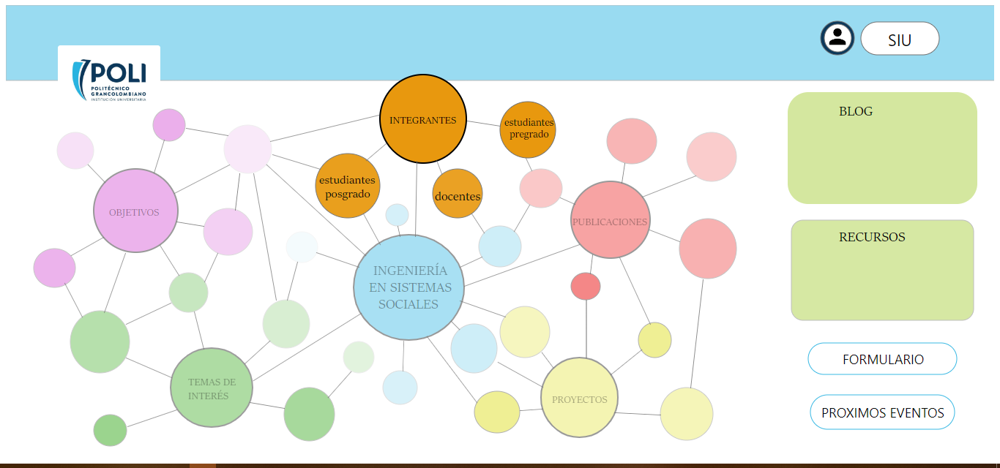 SIU
POLI
POLITÉCNICO
GRANCOLOMBIANO
INSTITUCIÓN UNIVERSITARIA
BLOG
INTEGRANTES
estudiantes
pregrado
estudiantes
posgrado
docentes
OBJETIVOS
PUBLICACIONES
RECURSOS
INGENIERÍA
EN SISTEMAS
SOCIALES
FORMULARIO
TEMAS DE
INTERÉS
PROYECTOS
PROXIMOS EVENTOS